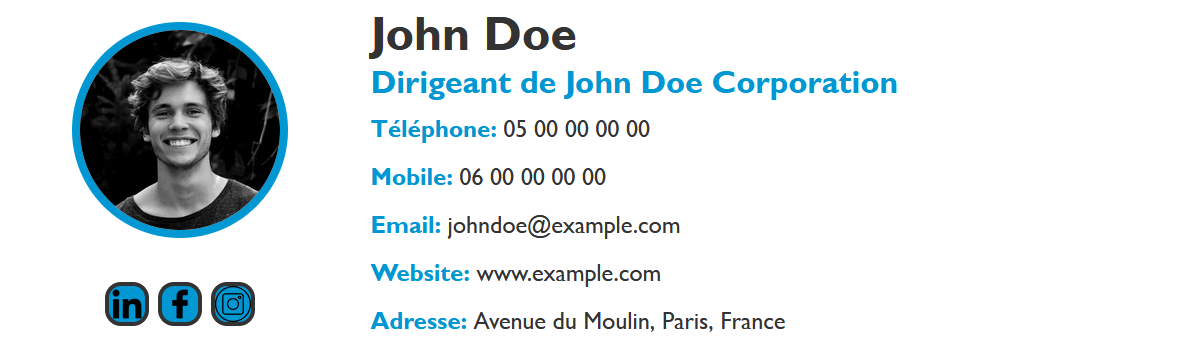 John Doe
Dirigeant de John Doe Corporation
Téléphone: 05 00 00 00 00
Mobile: 06 00 00 00 00
Email: johndoe@example.com
Website: www.example.com
Adresse: Avenue du Moulin, Paris, France
in f